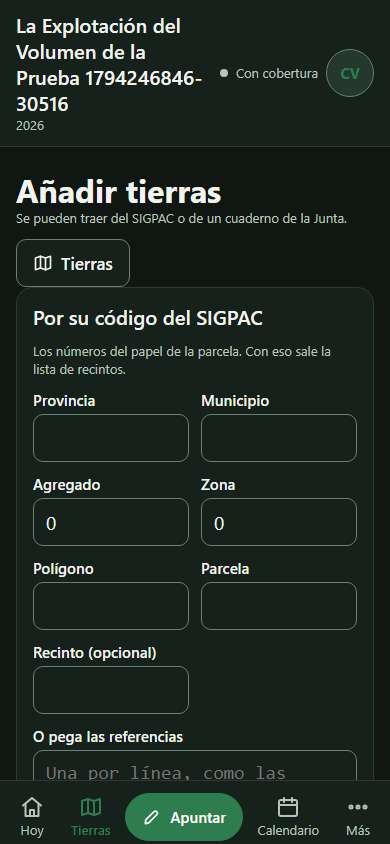 La Explotación del
Volumen de la
Prueba 1794246846-
30516
2026
Con cobertura
CV
Añadir tierras
Se pueden traer del SIGPAC o de un cuaderno de la Junta.
Tierras
Por su código del SIGPAC
Los números del papel de la parcela. Con eso sale la
lista de recintos.
Provincia
Municipio
Agregado
Zona
0
0
Polígono
Parcela
Recinto (opcional)
O pega las referencias
Una por línea, como las
Hoy
Tierras
Apuntar
Calendario
Más